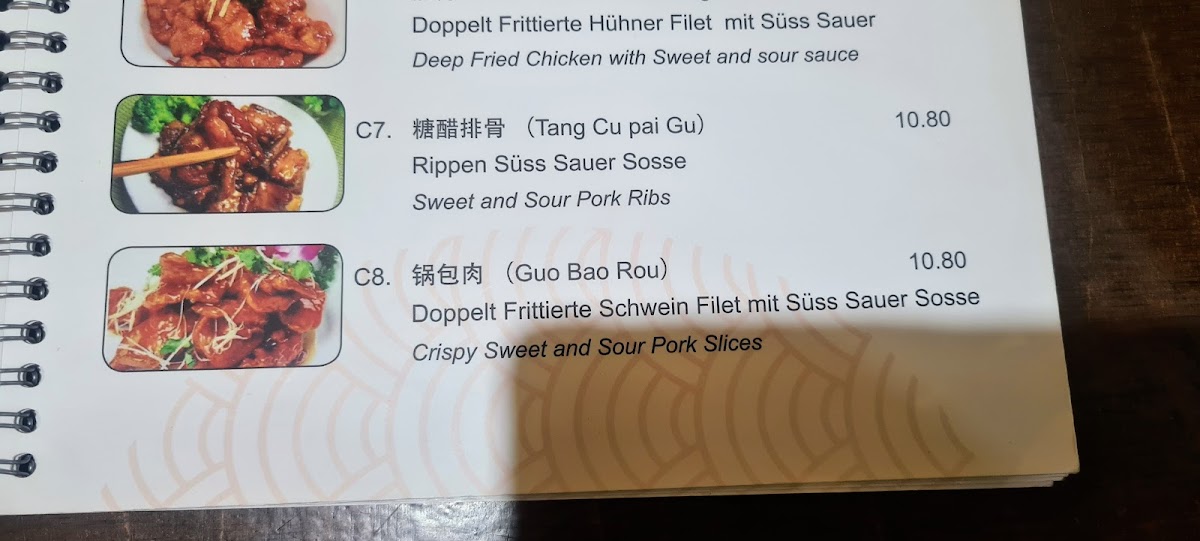 Doppelt Frittierte Hühner Filet mit Süss Sauer
Deep Fried Chicken with Sweet and sour sauce
C7. 糖醋排骨 （Tang Cu pai Gu） 10.80
Rippen Süss Sauer Sosse
Sweet and Sour Pork Ribs
C8. 锅包肉 （Guo Bao Rou） 10.80
Doppelt Frittierte Schwein Filet mit Süss Sauer Sosse
Crispy Sweet and Sour Pork Slices